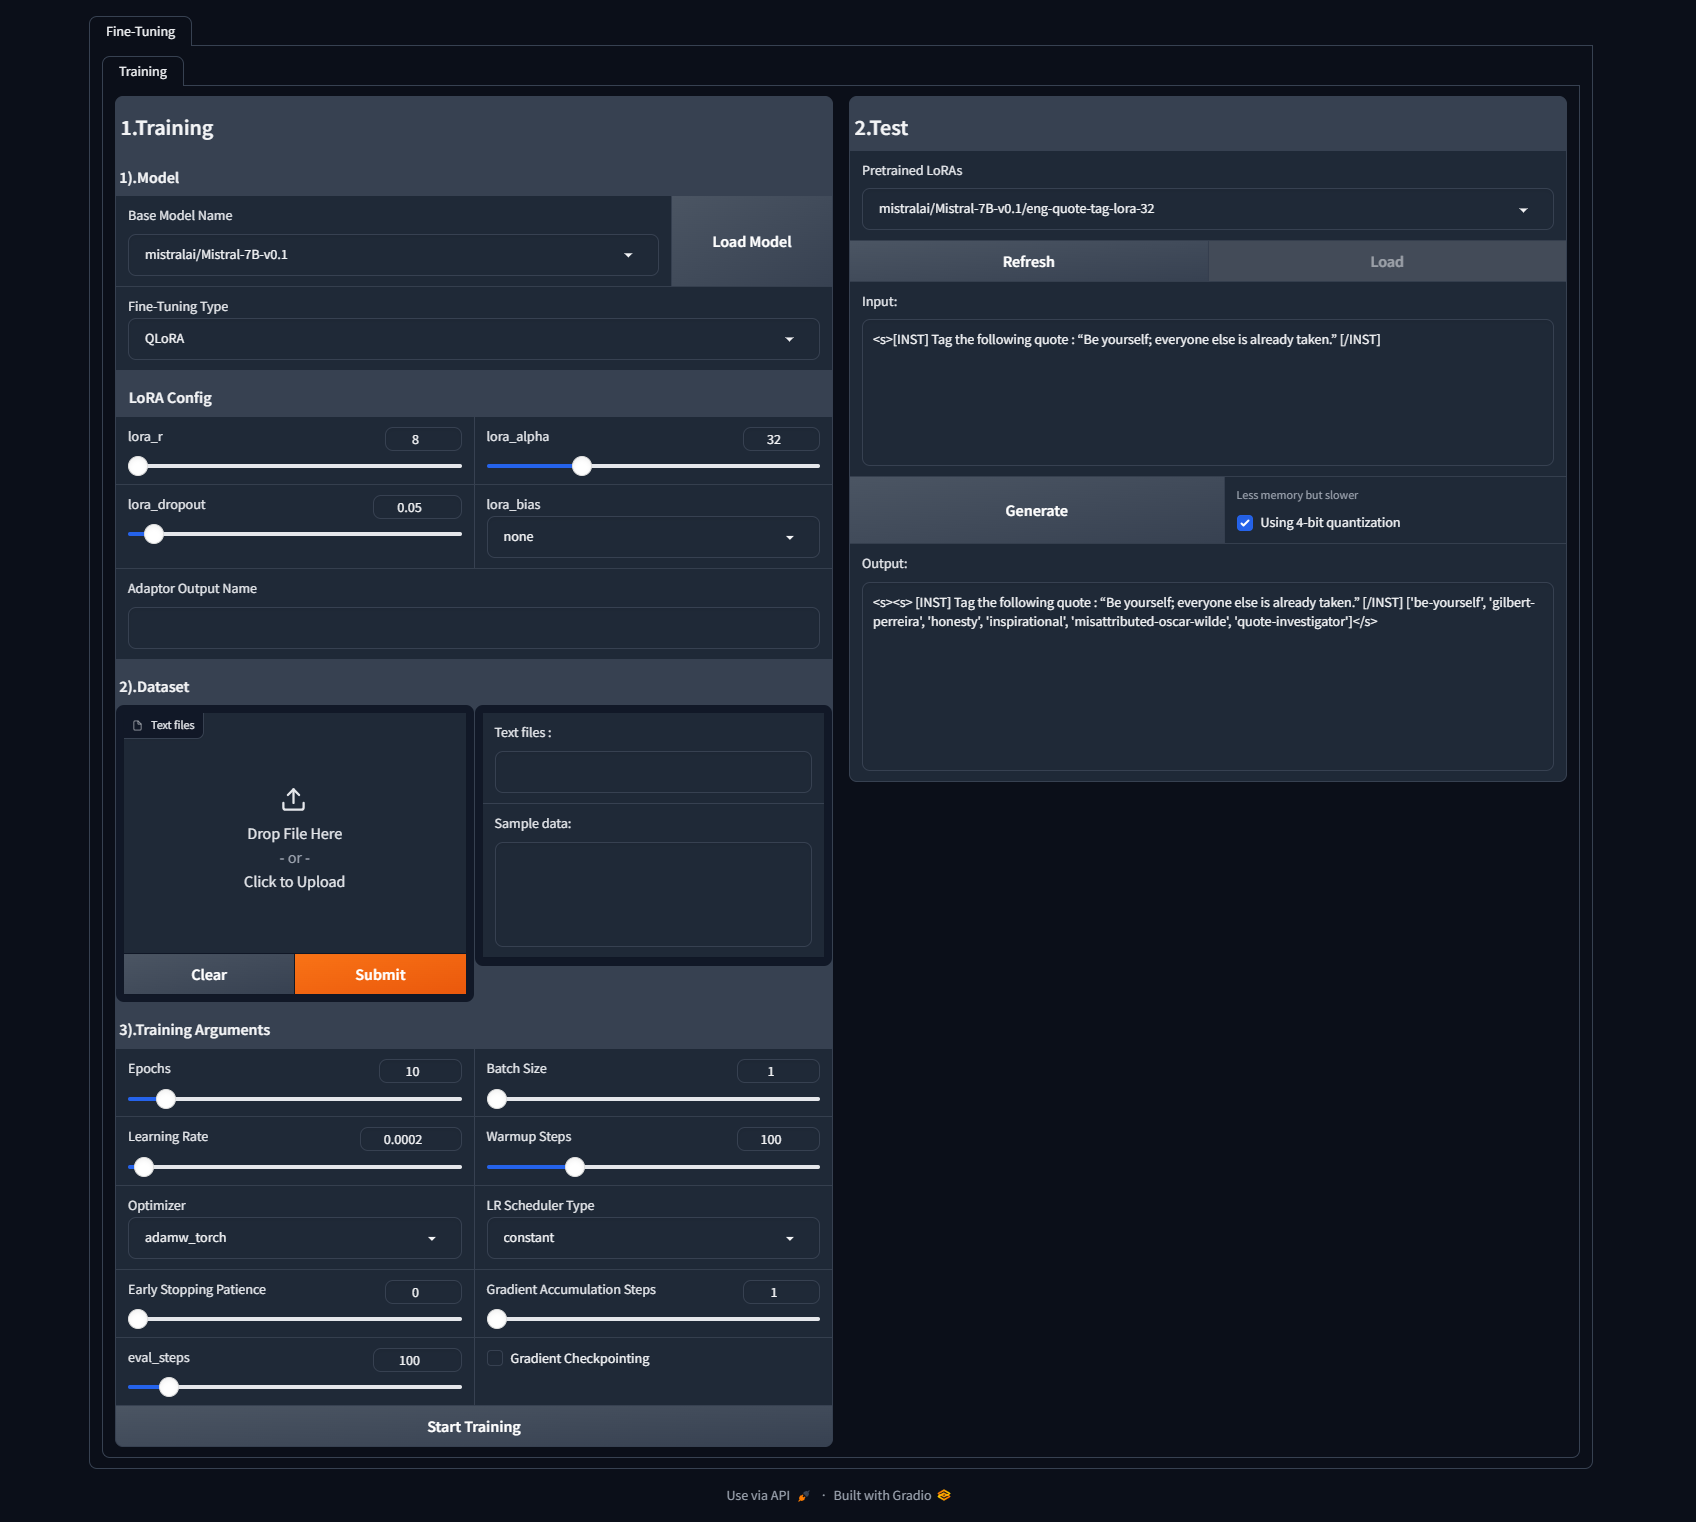 Fine-Tuning
Training
1.Training
1).Model
Base Model Name
mistralai/Mistral-7B-v0.1
Load Model
Fine-Tuning Type
QLoRA
LoRA Config
lora_r
8
lora_alpha
32
lora_dropout
0.05
lora_bias
none
Adaptor Output Name
2).Dataset
Text files
Drop File Here
- or -
Click to Upload
Clear
Submit
Text files :
Sample data:
3).Training Arguments
Epochs
10
Batch Size
1
Learning Rate
0.0002
Warmup Steps
100
Optimizer
adamw_torch
LR Scheduler Type
constant
Early Stopping Patience
0
Gradient Accumulation Steps
1
eval_steps
100
Gradient Checkpointing
Start Training
2.Test
Pretrained LoRAs
mistralai/Mistral-7B-v0.1/eng-quote-tag-lora-32
Refresh
Load
Input:
<s>[INST] Tag the following quote : “Be yourself; everyone else is already taken.” [/INST]
Generate
Less memory but slower
Using 4-bit quantization
Output:
<s><s> [INST] Tag the following quote : “Be yourself; everyone else is already taken.” [/INST] ['be-yourself', 'gilbert-
perreira', 'honesty', 'inspirational', 'misattributed-oscar-wilde', 'quote-investigator']</s>
Use via API · Built with Gradio